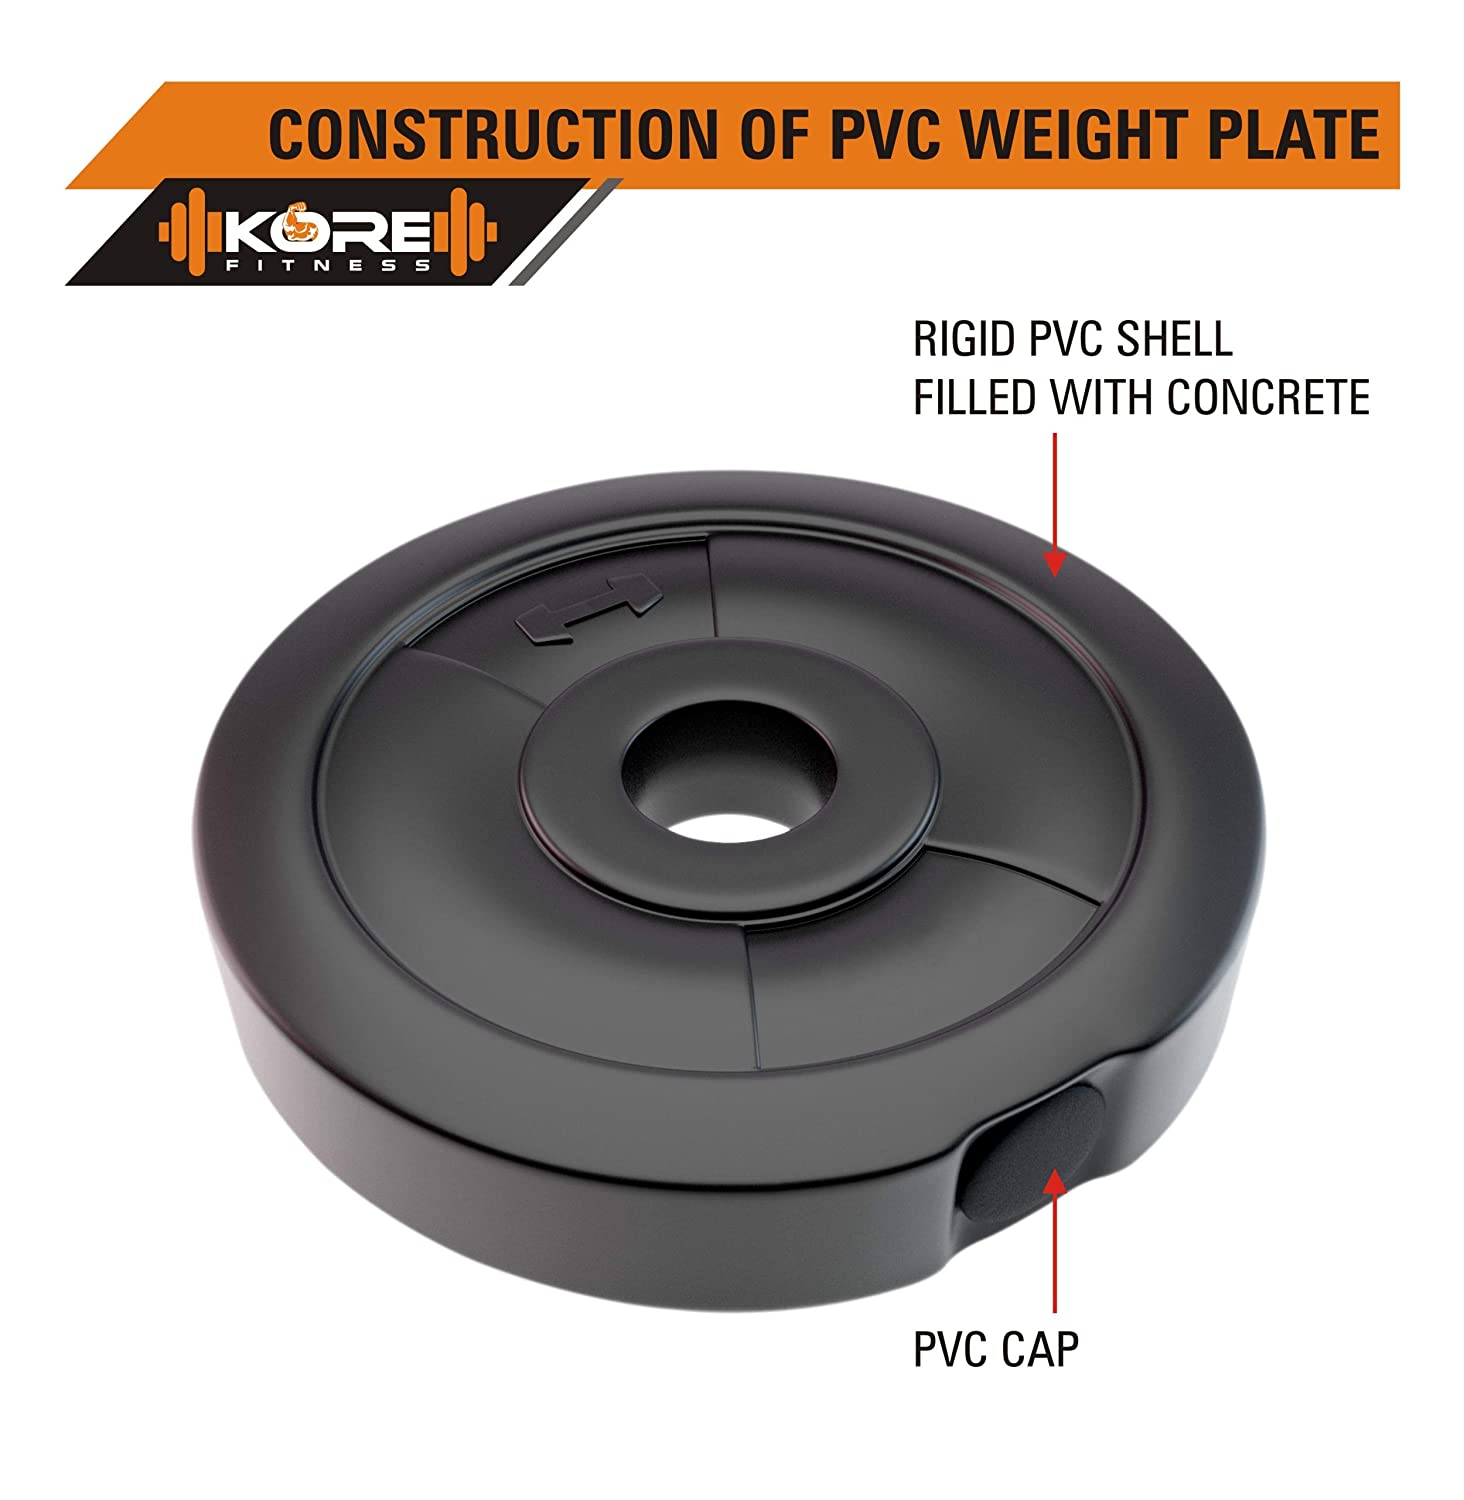 CONSTRUCTION OF PVC WEIGHT PLATE
KORE
FITNESS
RIGID PVC SHELL
FILLED WITH CONCRETE
PVC CAP